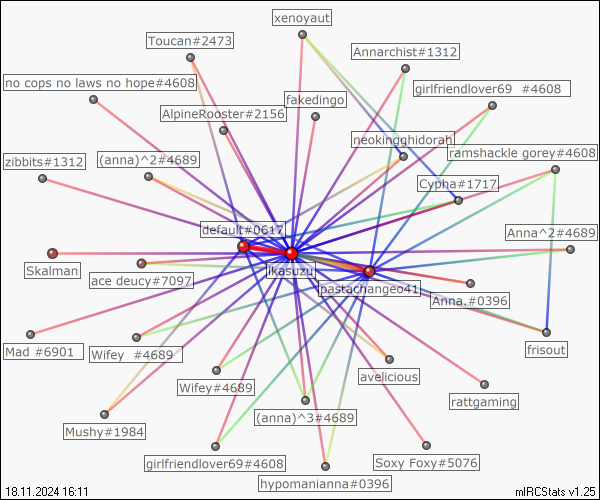 xenoyaut
Toucan#2473
Annarchist#1312
no cops no laws no hope#4608
girlfriendlover69 #4608
fakedingo
AlpineRooster#2156
neokingghidorah
ramshackle gorey#4608
zibbits#1312
(anna)^2#4689
Cypha#1717
default#0617
Anna^2#4689
Skalman
ikasuzu
ace deucy#7097
pastachangeo41
Anna.#0396
Mad #6901
Wifey #4689
frisout
avelicious
Wifey#4689
rattgaming
(anna)^3#4689
Mushy#1984
girlfriendlover69#4608
Soxy Foxy#5076
hypomanianna#0396
18.11.2024 16:11
mIRCStats v1.25